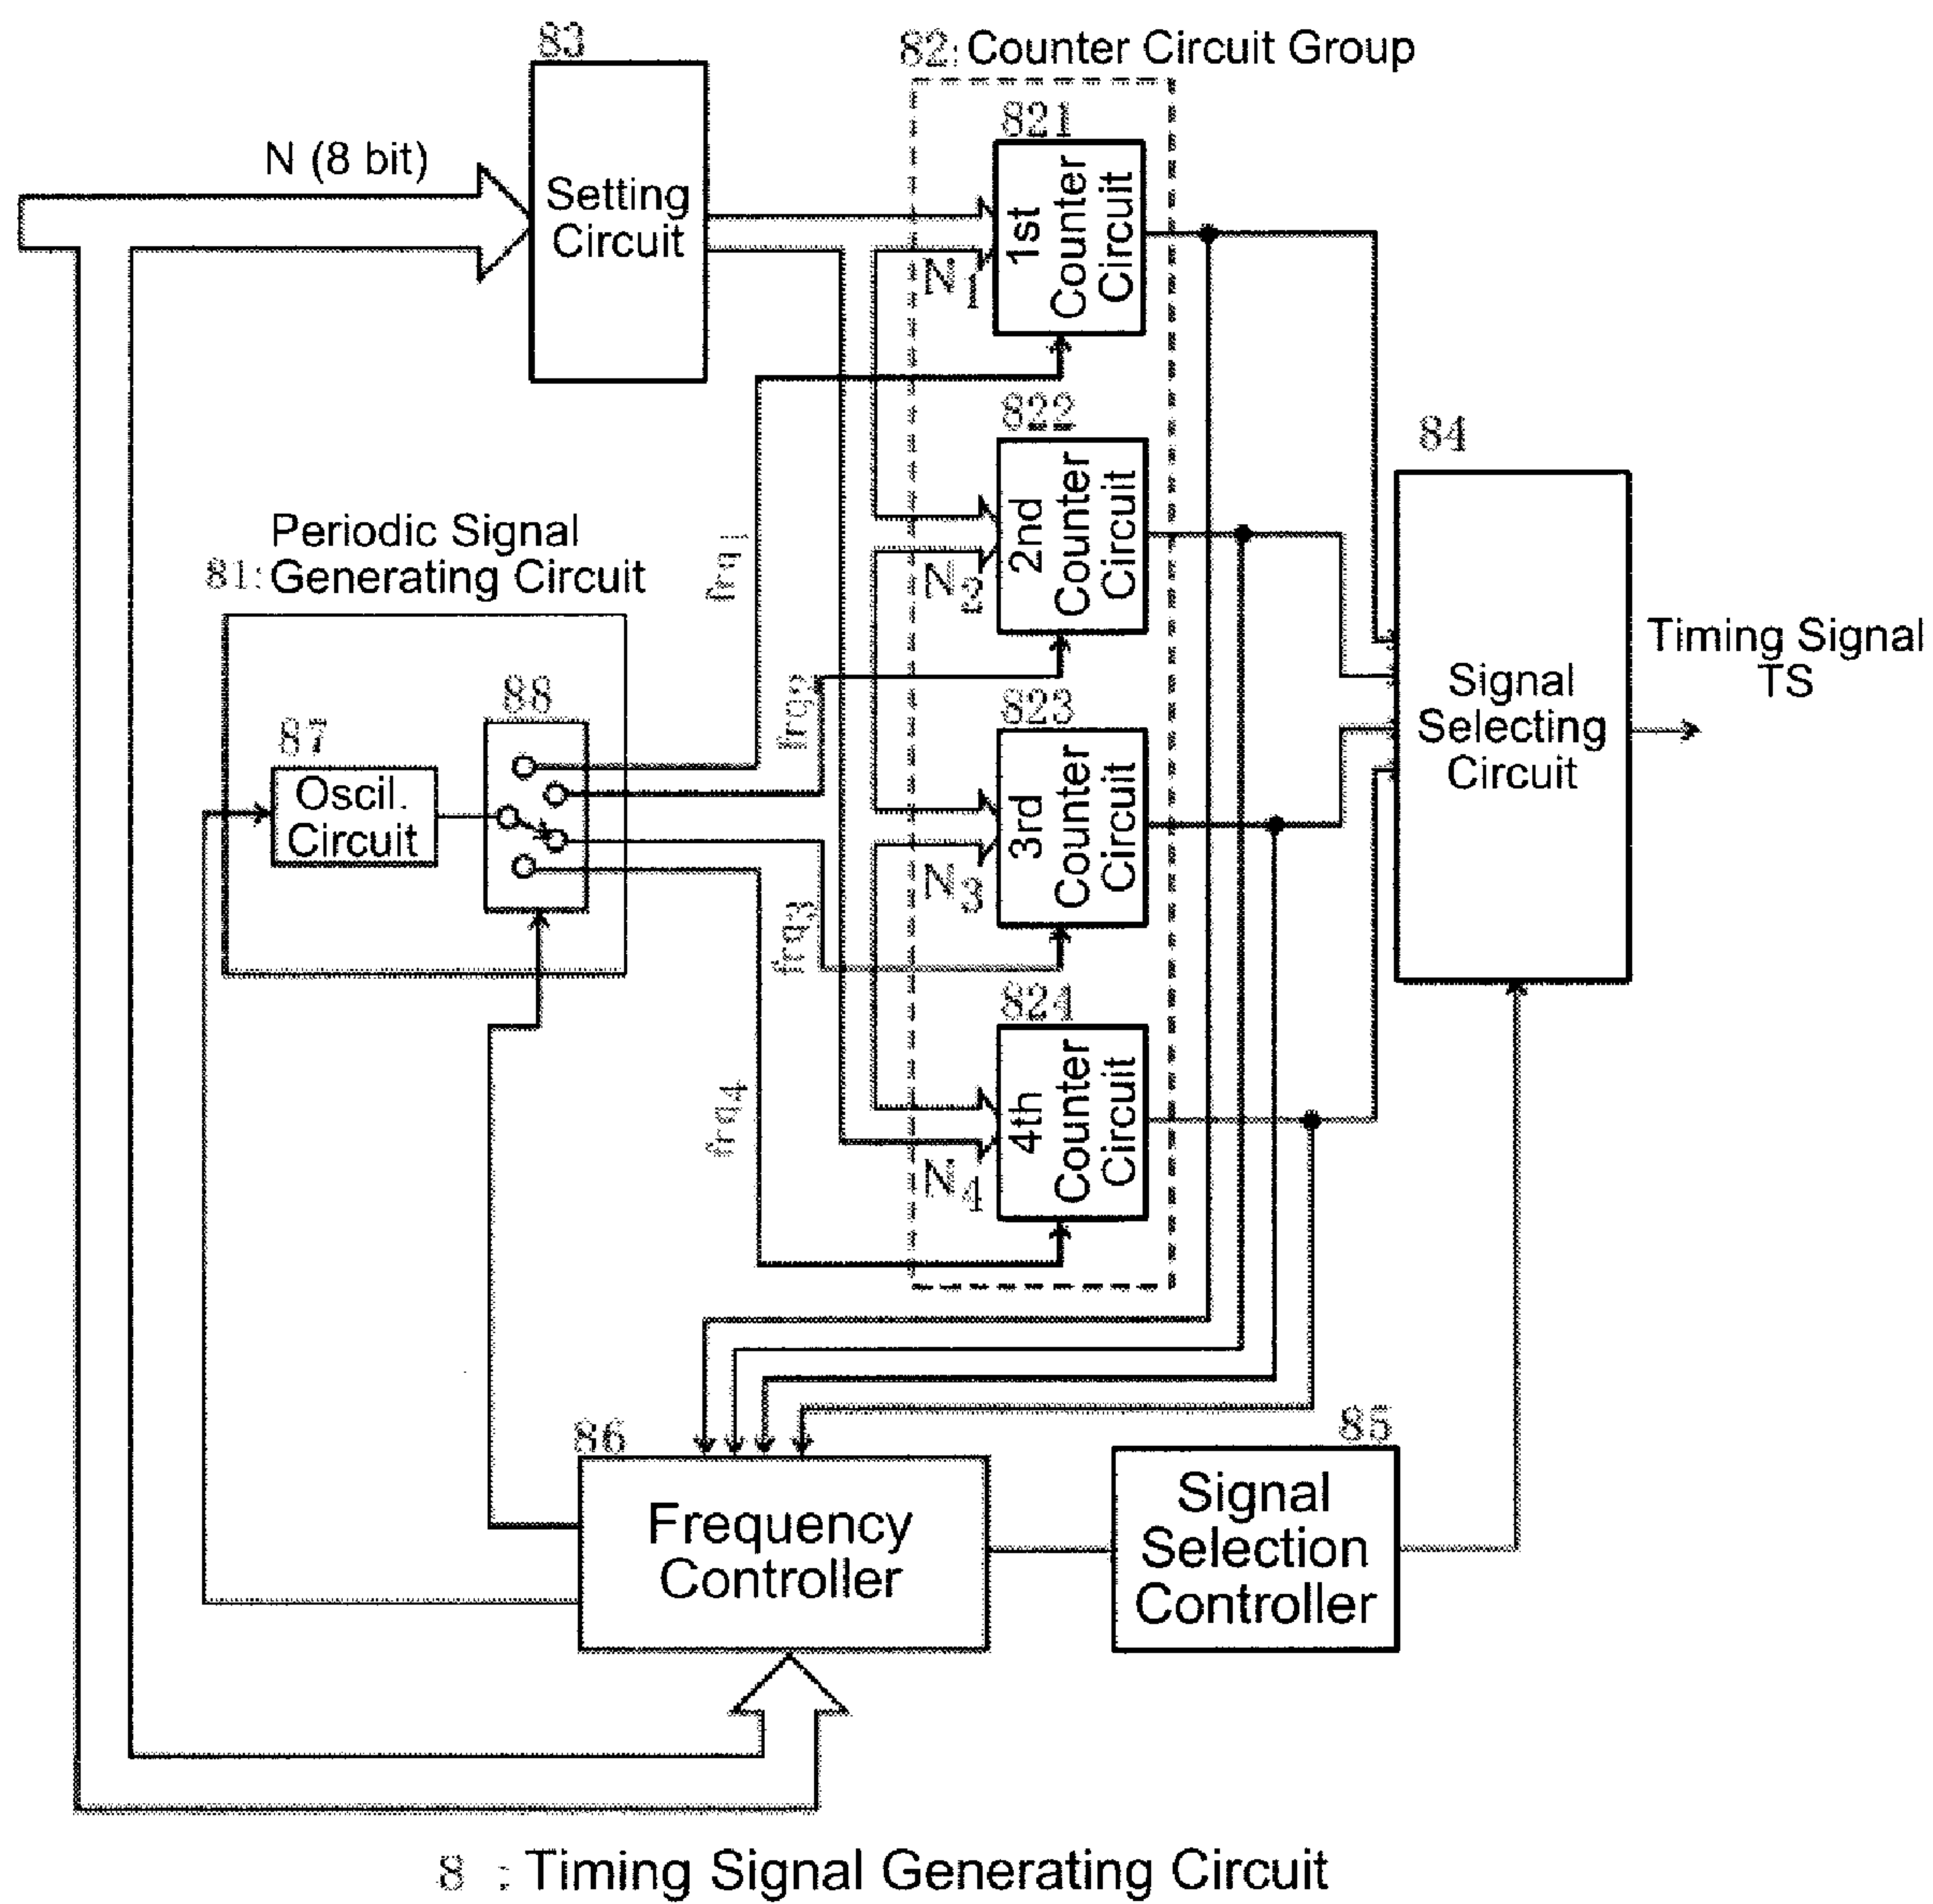 83
82: Counter Circuit Group
N (8 bit)
Setting
Circuit
821
1st
Counter
Circuit
N1
822
2nd
Counter
Circuit
N2
84
Periodic Signal
81: Generating Circuit
frq1
frq2
88
87
Oscil.
Circuit
823
3rd
Counter
Circuit
N3
Signal
Selecting
Circuit
Timing Signal
TS
frq3
824
4th
Counter
Circuit
N4
frq4
86
Frequency
Controller
85
Signal
Selection
Controller
8 : Timing Signal Generating Circuit